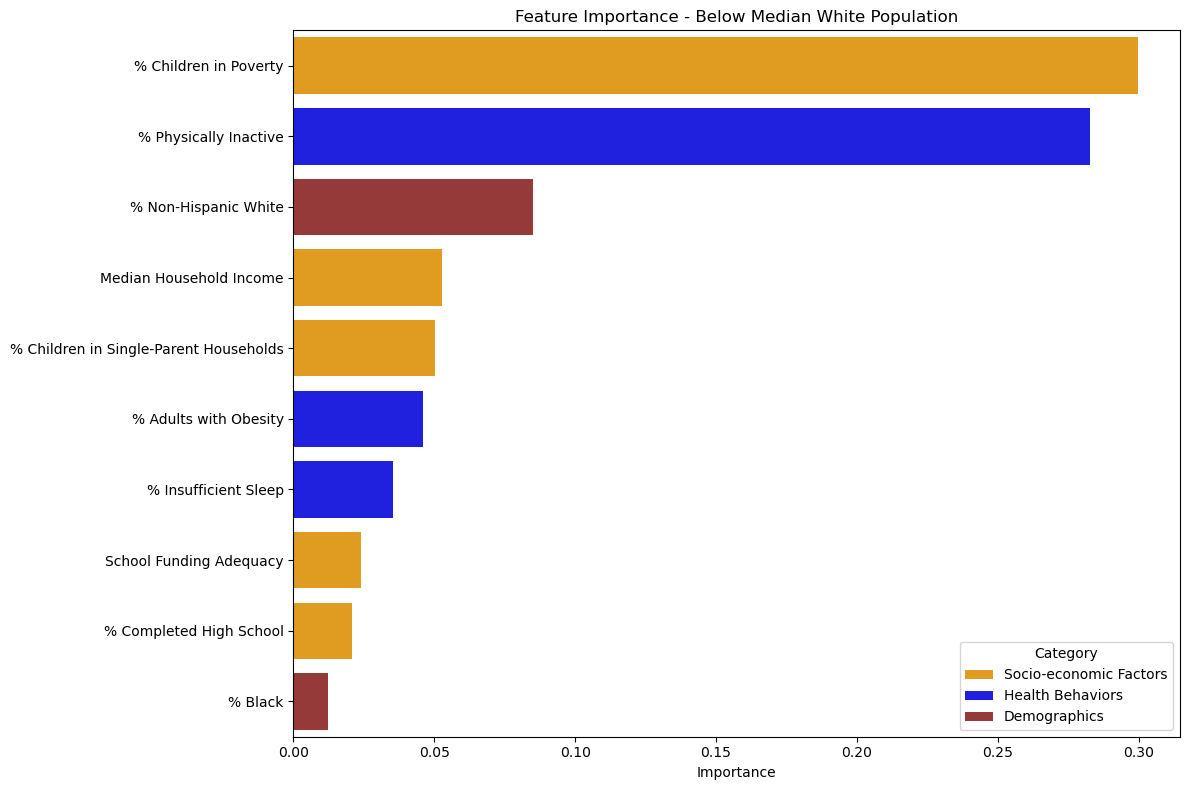 Feature Importance - Below Median White Population
% Children in Poverty
% Physically Inactive
% Non-Hispanic White
Median Household Income
% Children in Single-Parent Households
% Adults with Obesity
% Insufficient Sleep
School Funding Adequacy
% Completed High School
% Black
Category
Socio-economic Factors
Health Behaviors
Demographics
0.00 0.05 0.10 0.15 0.20 0.25 0.30
Importance